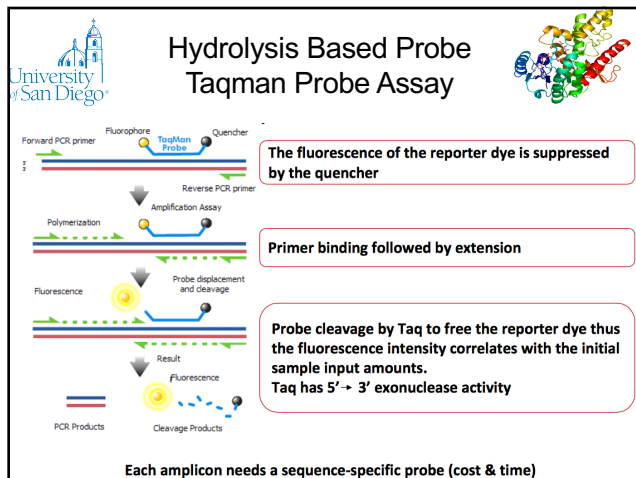 University
of San Diego®
Hydrolysis Based Probe
Taqman Probe Assay
Forward PCR primer
Fluorophore
TaqMan
Probe
Quencher
3'
3'
Reverse PCR primer
The fluorescence of the reporter dye is suppressed
by the quencher
Amplification Assay
Polymerization
Primer binding followed by extension
Fluorescence
Probe displacement
and cleavage
Probe cleavage by Taq to free the reporter dye thus
the fluorescence intensity correlates with the initial
sample input amounts.
Taq has 5'→ 3' exonuclease activity
Result
Fluorescence
PCR Products
Cleavage Products
Each amplicon needs a sequence-specific probe (cost & time)